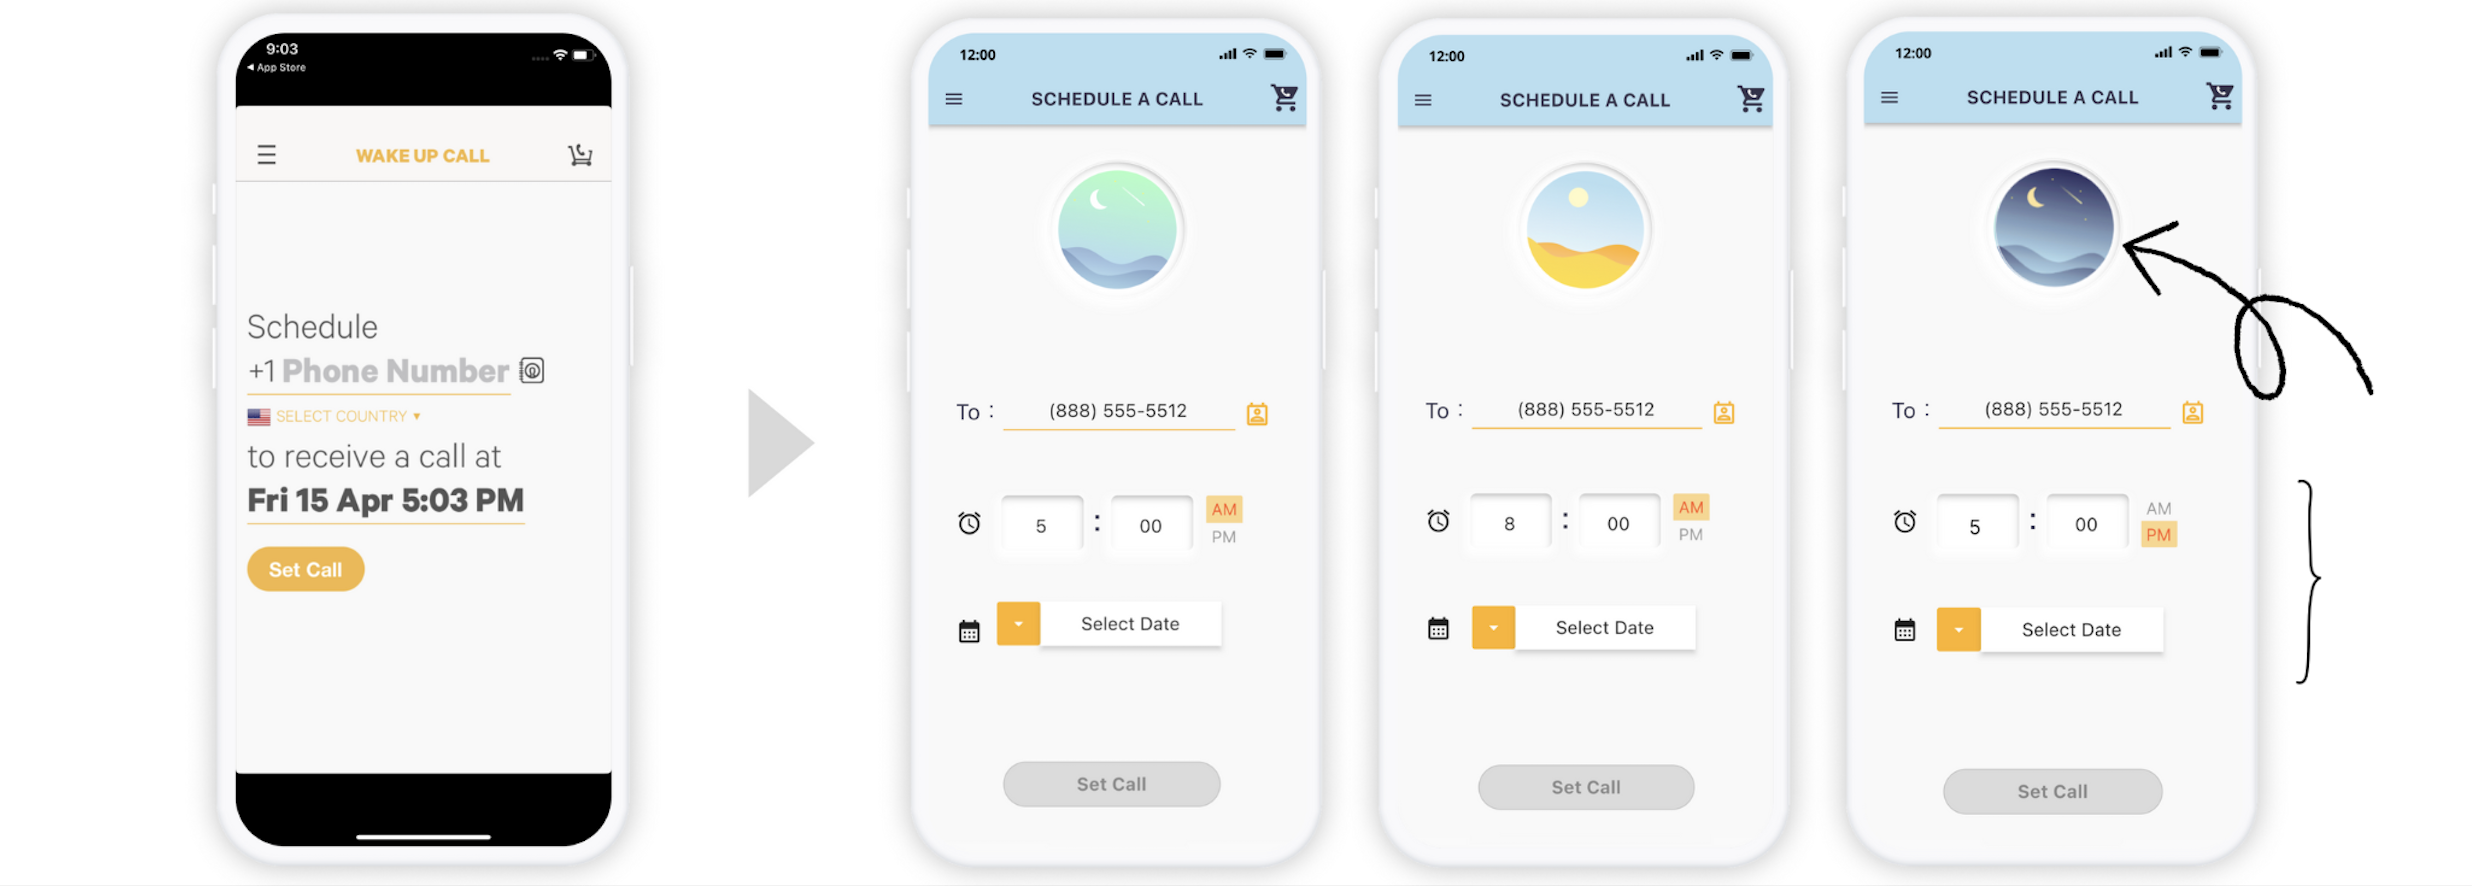 9:03
◀ App Store
WAKE UP CALL
Schedule
+1 Phone Number
SELECT COUNTRY ▾
to receive a call at
Fri 15 Apr 5:03 PM
Set Call
12:00
SCHEDULE A CALL
To : (888) 555-5512
5 : 00 AM
PM
Select Date
Set Call
12:00
SCHEDULE A CALL
To : (888) 555-5512
8 : 00 AM
PM
Select Date
Set Call
12:00
SCHEDULE A CALL
To : (888) 555-5512
5 : 00 AM
PM
Select Date
Set Call